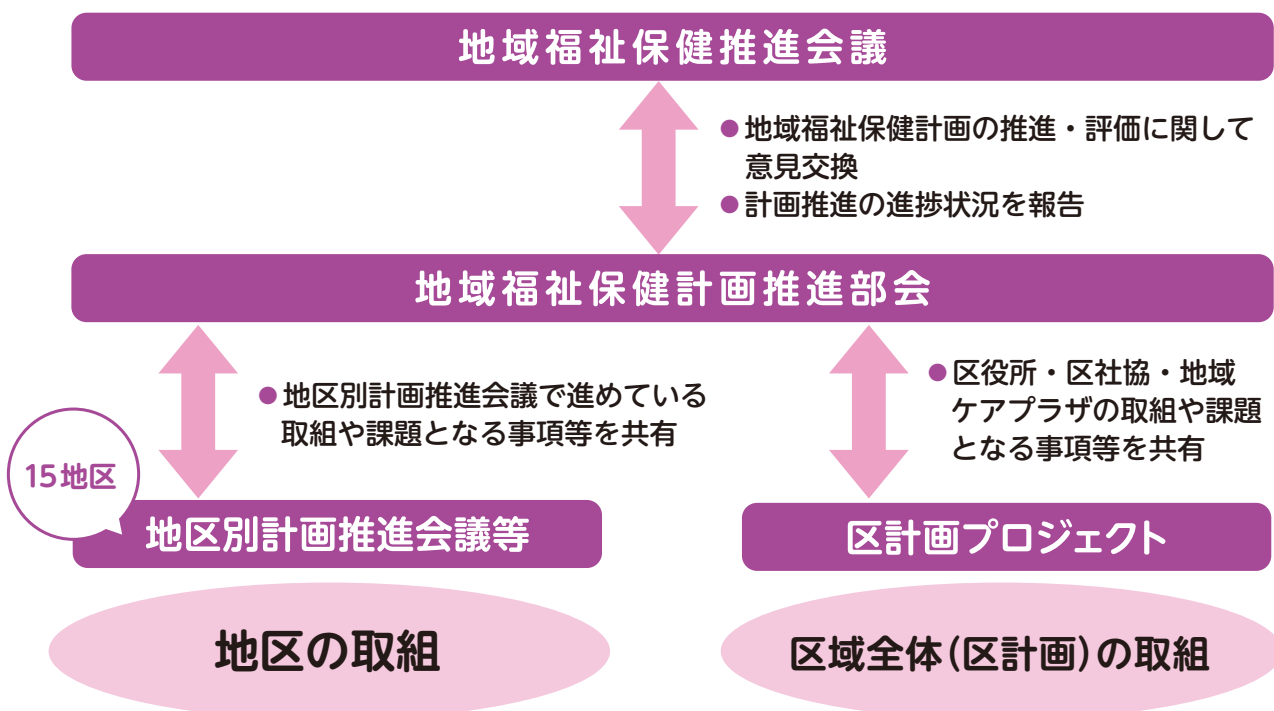 地域福祉保健推進会議
●地域福祉保健計画の推進・評価に関して
意見交換
●計画推進の進捗状況を報告
地域福祉保健計画推進部会
●地区別計画推進会議で進めている
取組や課題となる事項等を共有
●区役所・区社協・地域
ケアプラザの取組や課題
となる事項等を共有
15地区
地区別計画推進会議等
区計画プロジェクト
地区の取組
区域全体(区計画)の取組